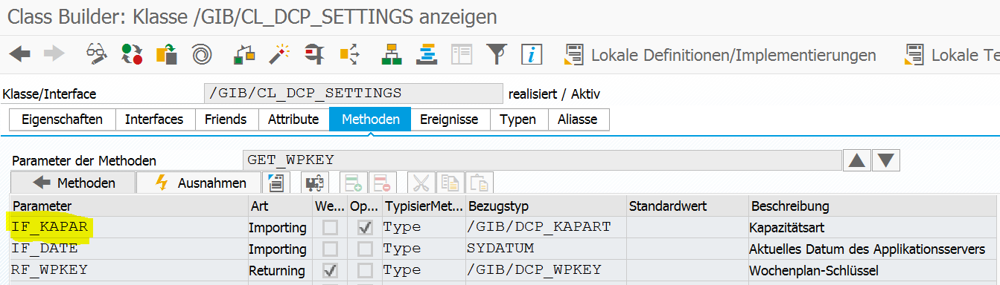 Class Builder: Klasse /GIB/CL_DCP_SETTINGS anzeigen
Lokale Definitionen/Implementierungen Lokale Te
Klasse/Interface /GIB/CL_DCP_SETTINGS realisiert / Aktiv
Eigenschaften Interfaces Friends Attribute Methoden Ereignisse Typen Aliasse
Parameter der Methoden GET_WPKEY
Methoden Ausnahmen
Parameter Art We... Op... TypisierMet... Bezugstyp Standardwert Beschreibung
IF_KAPAR Importing Type /GIB/DCP_KAPART Kapazitätsart
IF_DATE Importing Type SYDATUM Aktuelles Datum des Applikationsservers
RF_WPKEY Returning Type /GIB/DCP_WPKEY Wochenplan-Schlüssel